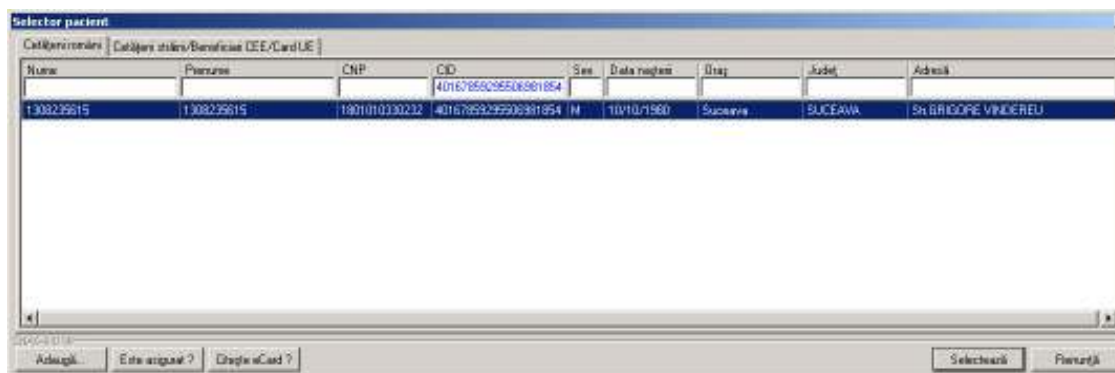 Selector pacient
Cetăţeni români Cetăţeni străini/Beneficiari CEE/Card UE
Nume Prenume CNP CID Sex Data naşterii Oraş Judeţ Adresă
40167859295506981854
1308235615 1308235615 1801010330232 40167859295506981854 M 10/10/1980 Suceava SUCEAVA Str.GRIGORE VINDEREU
Adaugă... Este asigurat ? Citeşte eCard ? Selectează Renunţă